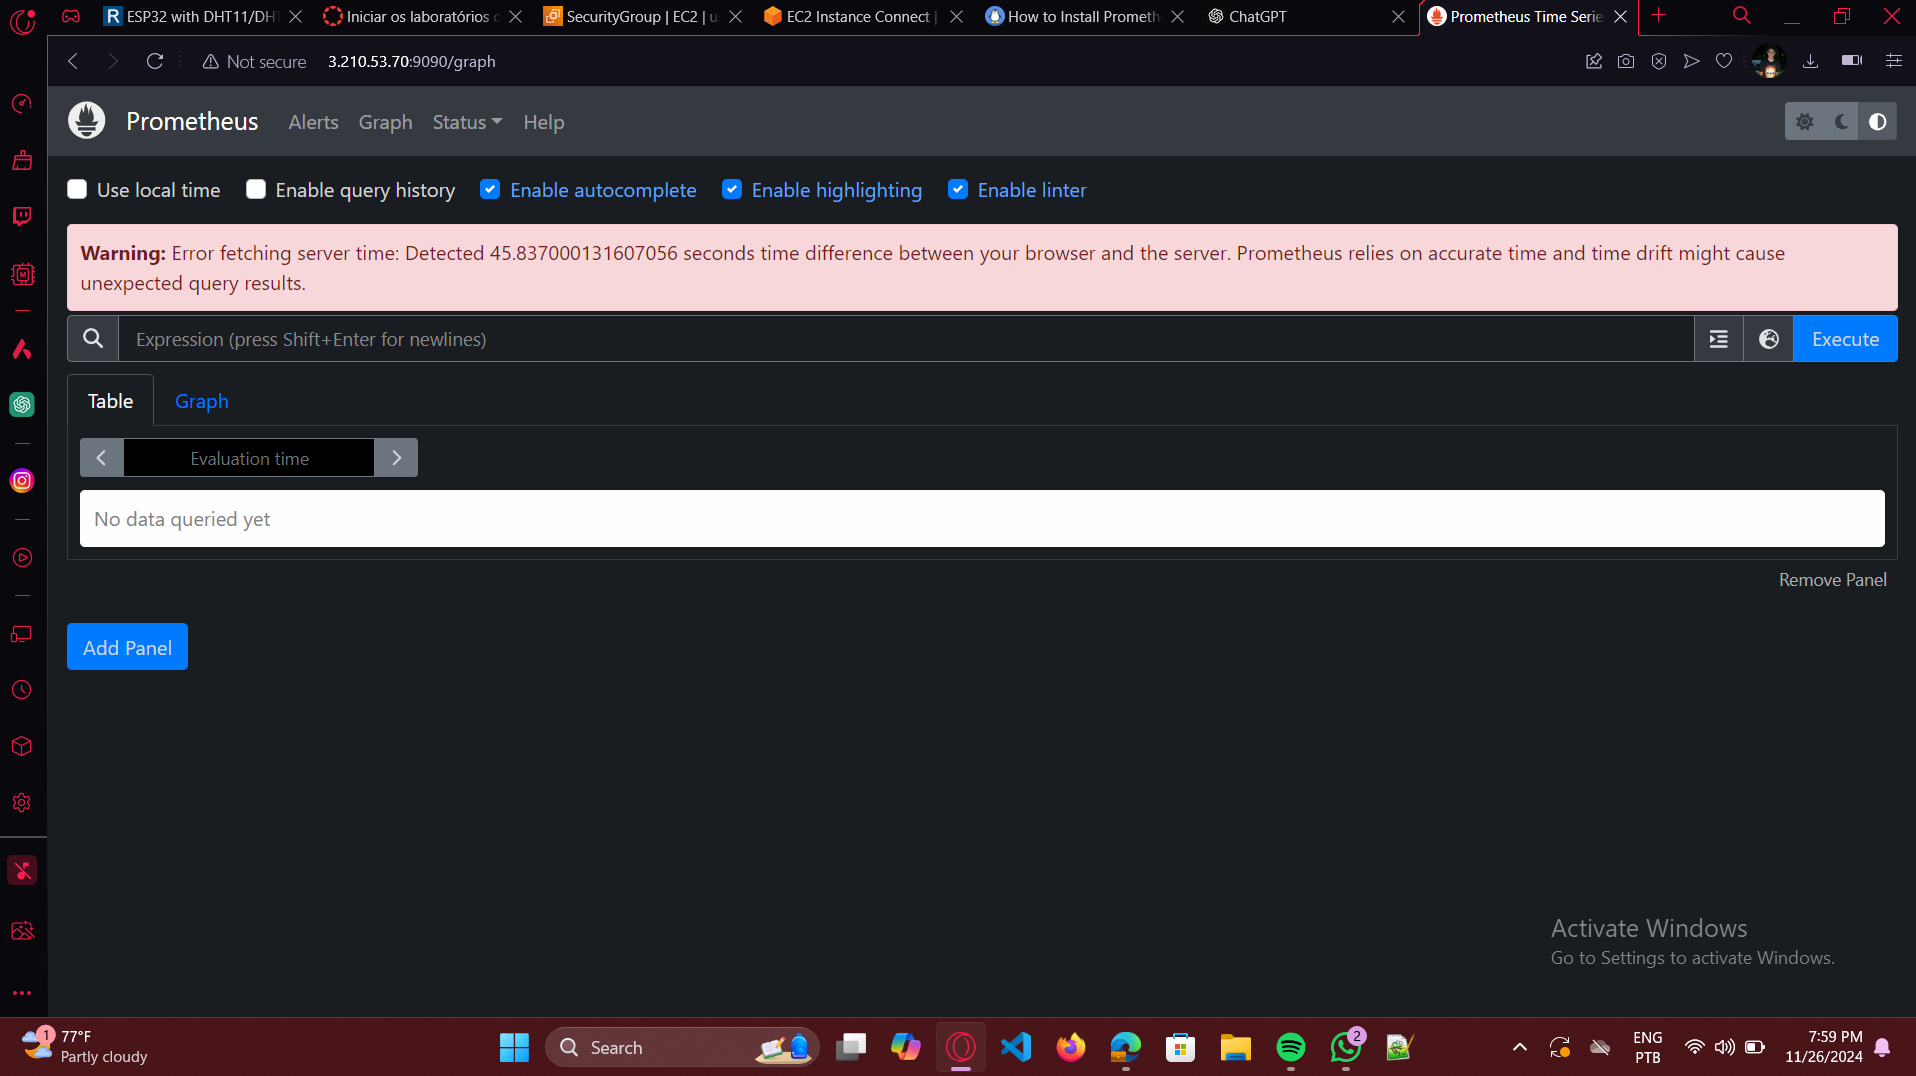 ESP32 with DHT11/DH
Iniciar os laboratórios
SecurityGroup | EC2 | u
EC2 Instance Connect |
How to Install Prometh
ChatGPT
Prometheus Time Serie
Not secure
3.210.53.70:9090/graph
Prometheus
Alerts
Graph
Status
Help
Use local time
Enable query history
Enable autocomplete
Enable highlighting
Enable linter
Warning: Error fetching server time: Detected 45.837000131607056 seconds time difference between your browser and the server. Prometheus relies on accurate time and time drift might cause
unexpected query results.
Expression (press Shift+Enter for newlines)
Execute
Table
Graph
Evaluation time
No data queried yet
Remove Panel
Add Panel
Activate Windows
Go to Settings to activate Windows.
1
77°F
Partly cloudy
Search
2
ENG
PTB
7:59 PM
11/26/2024